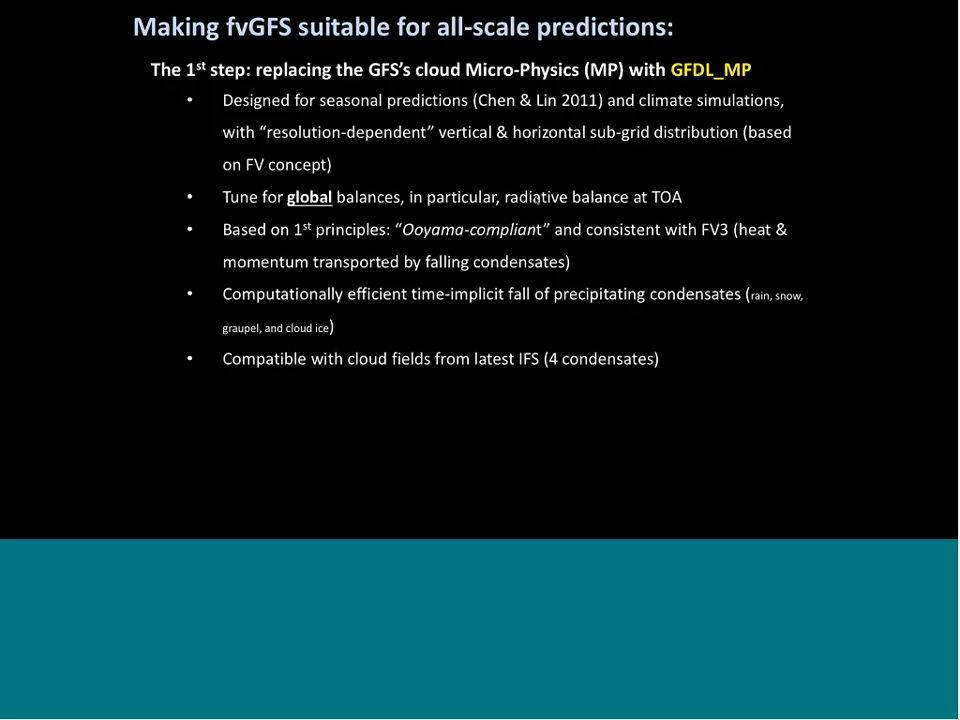 Making fvGFS suitable for all-scale predictions:
The 1st step: replacing the GFS's cloud Micro-Physics (MP) with GFDL_MP
• Designed for seasonal predictions (Chen & Lin 2011) and climate simulations,
with “resolution-dependent” vertical & horizontal sub-grid distribution (based
on FV concept)
• Tune for global balances, in particular, radiative balance at TOA
• Based on 1st principles: “Ooyama-compliant” and consistent with FV3 (heat &
momentum transported by falling condensates)
• Computationally efficient time-implicit fall of precipitating condensates (rain, snow,
graupel, and cloud ice)
• Compatible with cloud fields from latest IFS (4 condensates)